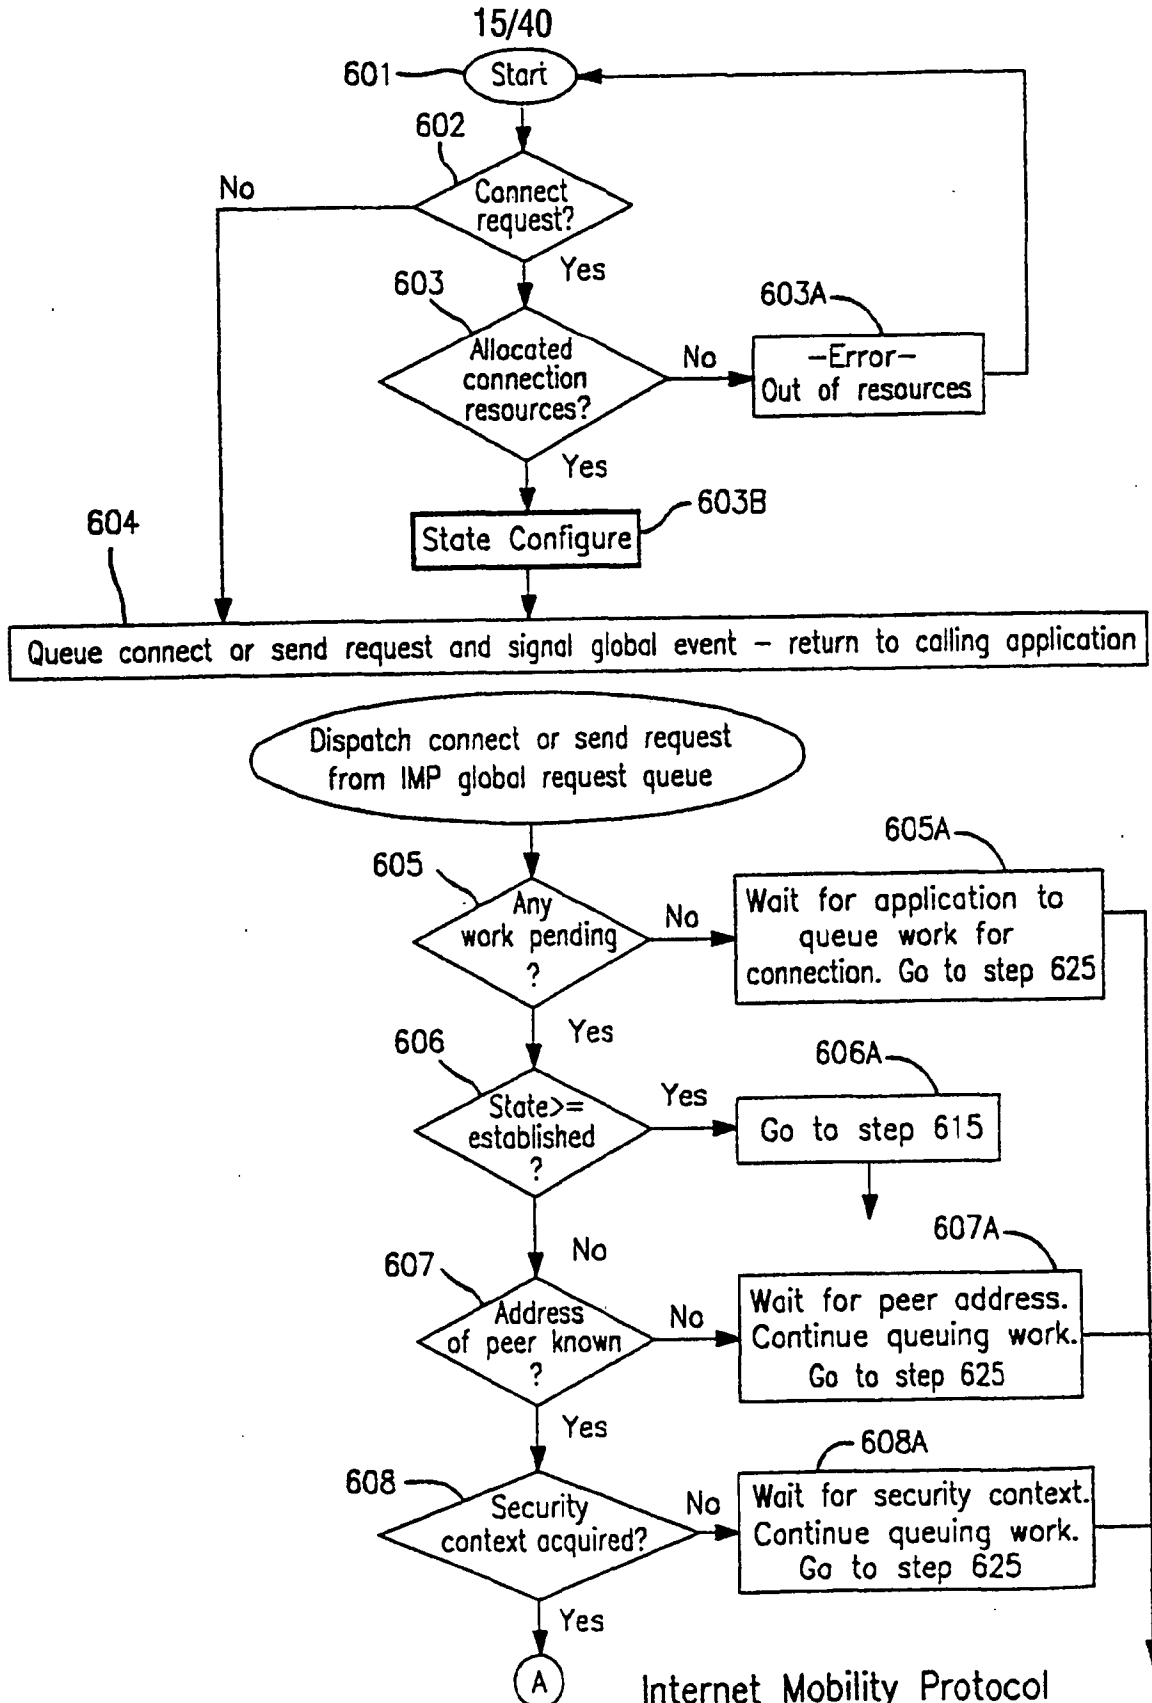 15/40
601
Start
602
No
Connect
request?
Yes
603
603A
Allocated
connection
resources?
No
-Error-
Out of resources
Yes
603B
State Configure
604
Queue connect or send request and signal global event - return to calling application
Dispatch connect or send request
from IMP global request queue
605
605A
Any
work pending
?
No
Wait for application to
queue work for
connection. Go to step 625
Yes
606
606A
State>=
established
?
Yes
Go to step 615
No
607
607A
Address
of peer known
?
No
Wait for peer address.
Continue queuing work.
Go to step 625
Yes
608
608A
Security
context acquired?
No
Wait for security context.
Continue queuing work.
Go to step 625
Yes
A
Internet Mobility Protocol